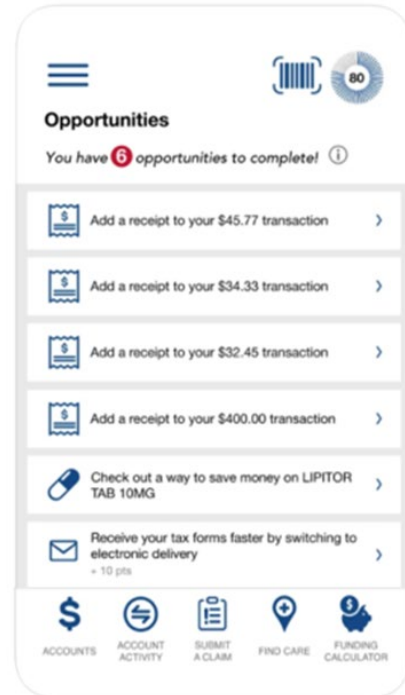 80
Opportunities
You have 6 opportunities to complete!
Add a receipt to your $45.77 transaction
Add a receipt to your $34.33 transaction
Add a receipt to your $32.45 transaction
Add a receipt to your $400.00 transaction
Check out a way to save money on LIPITOR
TAB 10MG
Receive your tax forms faster by switching to
electronic delivery
+ 10 pts
ACCOUNTS
ACCOUNT
ACTIVITY
SUBMIT
A CLAIM
FIND CARE
FUNDING
CALCULATOR